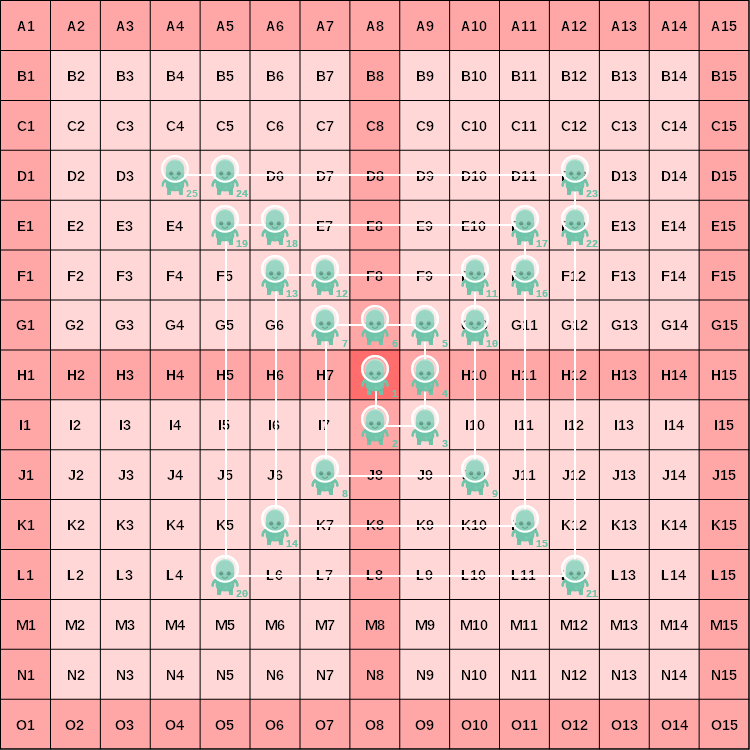 A1 A2 A3 A4 A5 A6 A7 A8 A9 A10 A11 A12 A13 A14 A15
B1 B2 B3 B4 B5 B6 B7 B8 B9 B10 B11 B12 B13 B14 B15
C1 C2 C3 C4 C5 C6 C7 C8 C9 C10 C11 C12 C13 C14 C15
D1 D2 D3 D6 D7 D8 D9 D10 D11 D13 D14 D15
25 24 23
E1 E2 E3 E4 E7 E8 E9 E10 E13 E14 E15
19 18 17 22
F1 F2 F3 F4 F5 F8 F9 F12 F13 F14 F15
13 12 11 16
G1 G2 G3 G4 G5 G6 G11 G12 G13 G14 G15
7 6 5 10
H1 H2 H3 H4 H5 H6 H7 H10 H11 H12 H13 H14 H15
1 4
I1 I2 I3 I4 I5 I6 I7 I10 I11 I12 I13 I14 I15
2 3
J1 J2 J3 J4 J5 J6 J8 J9 J11 J12 J13 J14 J15
8 9
K1 K2 K3 K4 K5 K7 K8 K9 K10 K12 K13 K14 K15
14 15
L1 L2 L3 L4 L6 L7 L8 L9 L10 L11 L13 L14 L15
20 21
M1 M2 M3 M4 M5 M6 M7 M8 M9 M10 M11 M12 M13 M14 M15
N1 N2 N3 N4 N5 N6 N7 N8 N9 N10 N11 N12 N13 N14 N15
O1 O2 O3 O4 O5 O6 O7 O8 O9 O10 O11 O12 O13 O14 O15